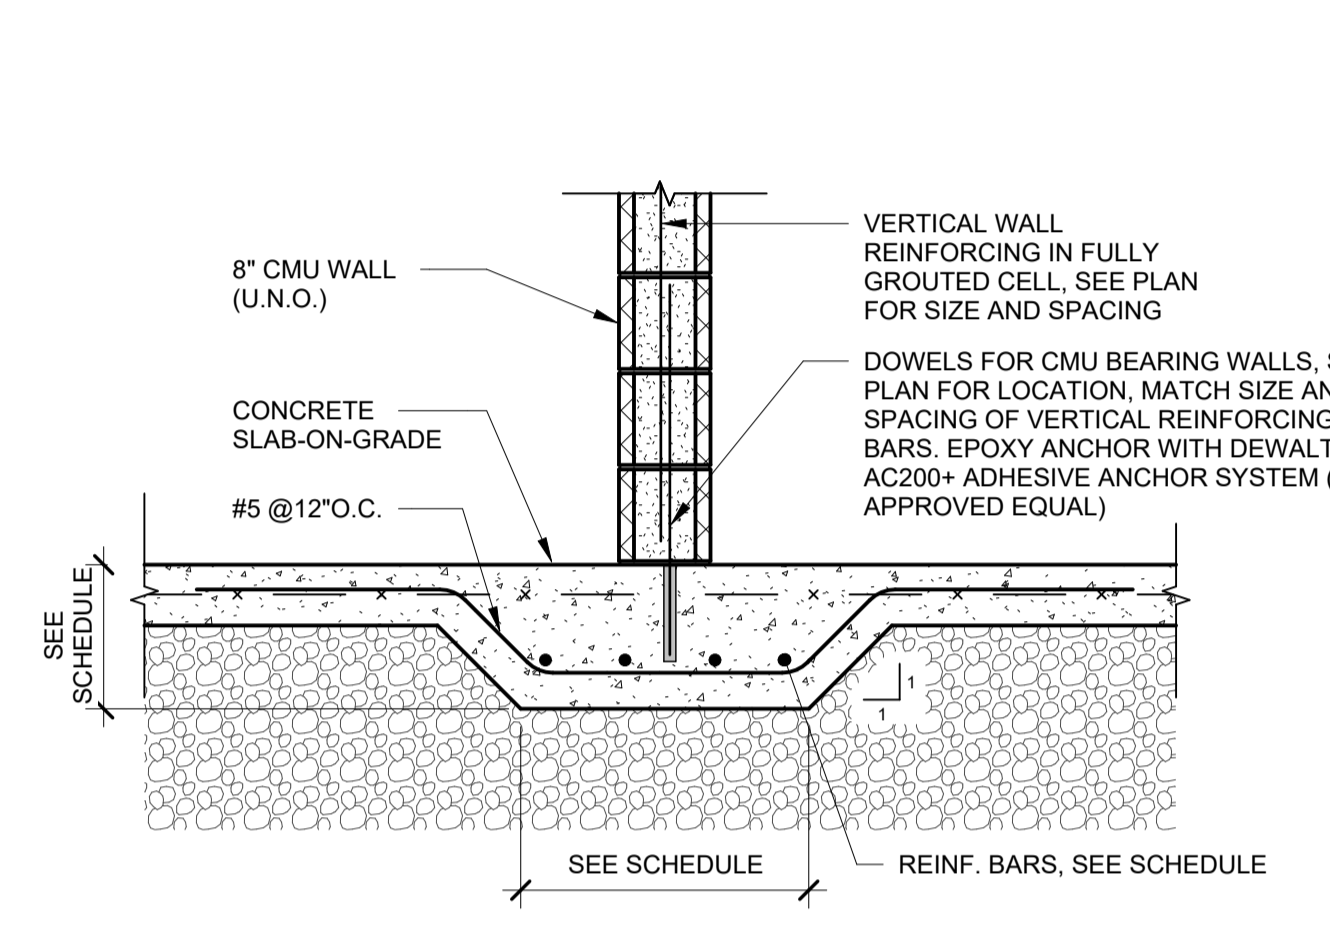 VERTICAL WALL
REINFORCING IN FULLY
GROUTED CELL, SEE PLAN
FOR SIZE AND SPACING
8" CMU WALL
(U.N.O.)
DOWELS FOR CMU BEARING WALLS,
PLAN FOR LOCATION, MATCH SIZE
SPACING OF VERTICAL REINFORCING
BARS. EPOXY ANCHOR WITH DEWALT
AC200+ ADHESIVE ANCHOR SYSTEM (
APPROVED EQUAL)
CONCRETE
SLAB-ON-GRADE
#5 @12"O.C.
SEE
SCHEDULE
1
1
SEE SCHEDULE
REINF. BARS, SEE SCHEDULE